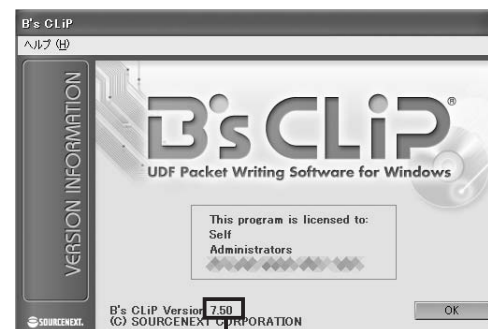 B's CLiP
ヘルプ(H)
VERSION INFORMATION
B's CLiP®
UDF Packet Writing Software for Windows
This program is licensed to:
Self
Administrators
B's CLiP Version 7.50
(C) SOURCENEXT CORPORATION
OK
SOURCENEXT.